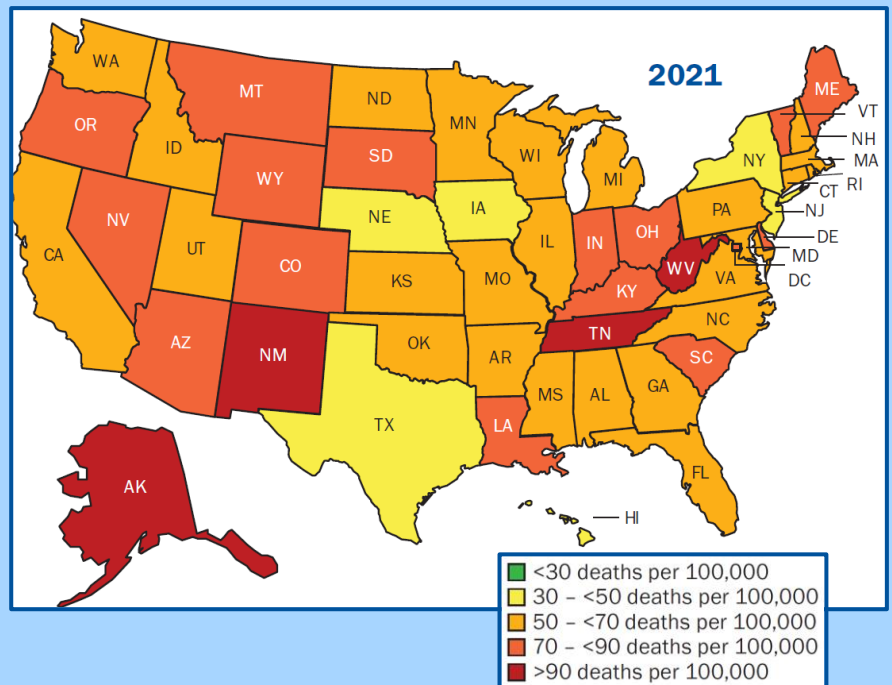 2021
WA
MT
ND
MN
ME
VT
OR
ID
SD
WI
NH
MA
WY
MI
NY
RI
CT
NV
NE
IA
PA
NJ
CA
UT
CO
IL
IN
OH
DE
MD
DC
KS
MO
WV
VA
KY
AZ
NM
OK
AR
TN
NC
SC
TX
MS
AL
GA
LA
FL
AK
HI
<30 deaths per 100,000
30 – <50 deaths per 100,000
50 – <70 deaths per 100,000
70 – <90 deaths per 100,000
>90 deaths per 100,000